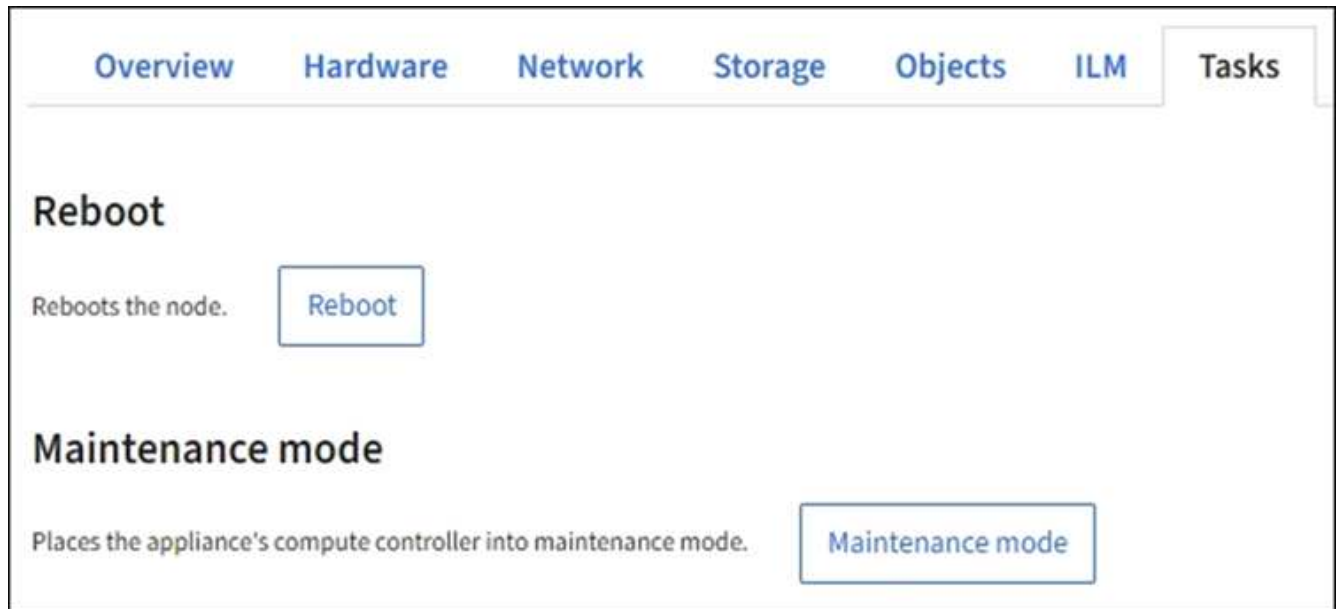 Overview Hardware Network Storage Objects ILM Tasks
Reboot
Reboots the node. Reboot
Maintenance mode
Places the appliance's compute controller into maintenance mode. Maintenance mode